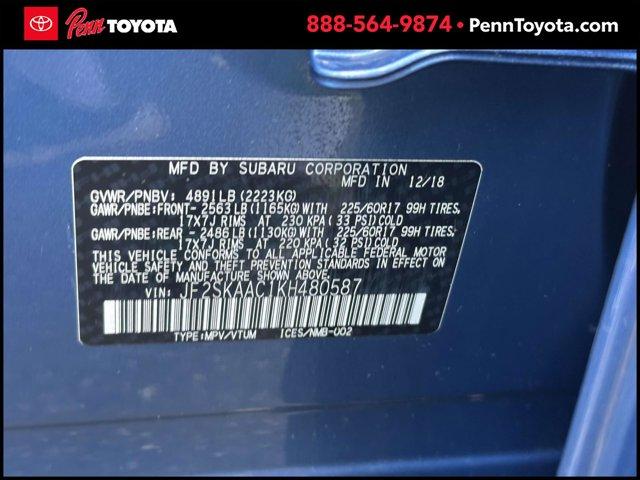 Penn TOYOTA
888-564-9874 • PennToyota.com
MFD BY SUBARU CORPORATION
MFD IN 12/18
GVWR/PNBV: 4891LB (2223KG)
GAWR/PNBE:FRONT- 2563LB(1165KG)WITH 225/60R17 99H TIRES,
17X7J RIMS AT 230 KPA( 33 PSI)COLD
GAWR/PNBE:REAR - 2486LB(1130KG)WITH 225/60R17 99H TIRES,
17X7J RIMS AT 220 KPA( 32 PSI)COLD
THIS VEHICLE CONFORMS TO ALL APPLICABLE FEDERAL MOTOR
VEHICLE SAFETY AND THEFT PREVENTION STANDARDS IN EFFECT
ON THE DATE OF MANUFACTURE SHOWN ABOVE.
VIN: JF2SKAAC1KH480587
TYPE:MPV/VTUM ICES/NMB-002